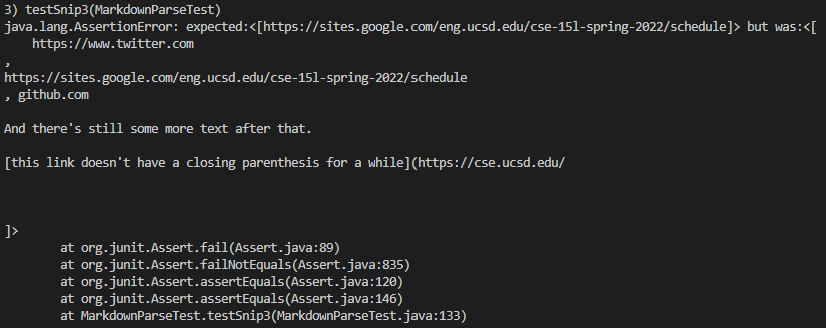 3) testSnip3(MarkdownParseTest)
java.lang.AssertionError: expected:<[https://sites.google.com/eng.ucsd.edu/cse-15l-spring-2022/schedule]> but was:<[
https://www.twitter.com
,
https://sites.google.com/eng.ucsd.edu/cse-15l-spring-2022/schedule
, github.com
And there's still some more text after that.
[this link doesn't have a closing parenthesis for a while](https://cse.ucsd.edu/
]>
at org.junit.Assert.fail(Assert.java:89)
at org.junit.Assert.failNotEquals(Assert.java:835)
at org.junit.Assert.assertEquals(Assert.java:120)
at org.junit.Assert.assertEquals(Assert.java:146)
at MarkdownParseTest.testSnip3(MarkdownParseTest.java:133)